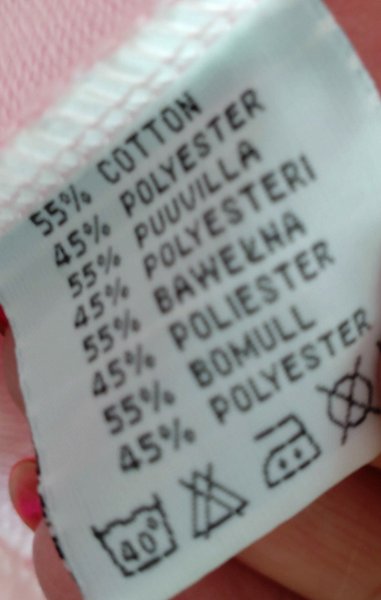 55% COTTON
45% POLYESTER
55% PUUVILLA
45% POLYESTERI
55% BAWEŁNA
45% POLIESTER
55% BOMULL
45% POLYESTER
40°